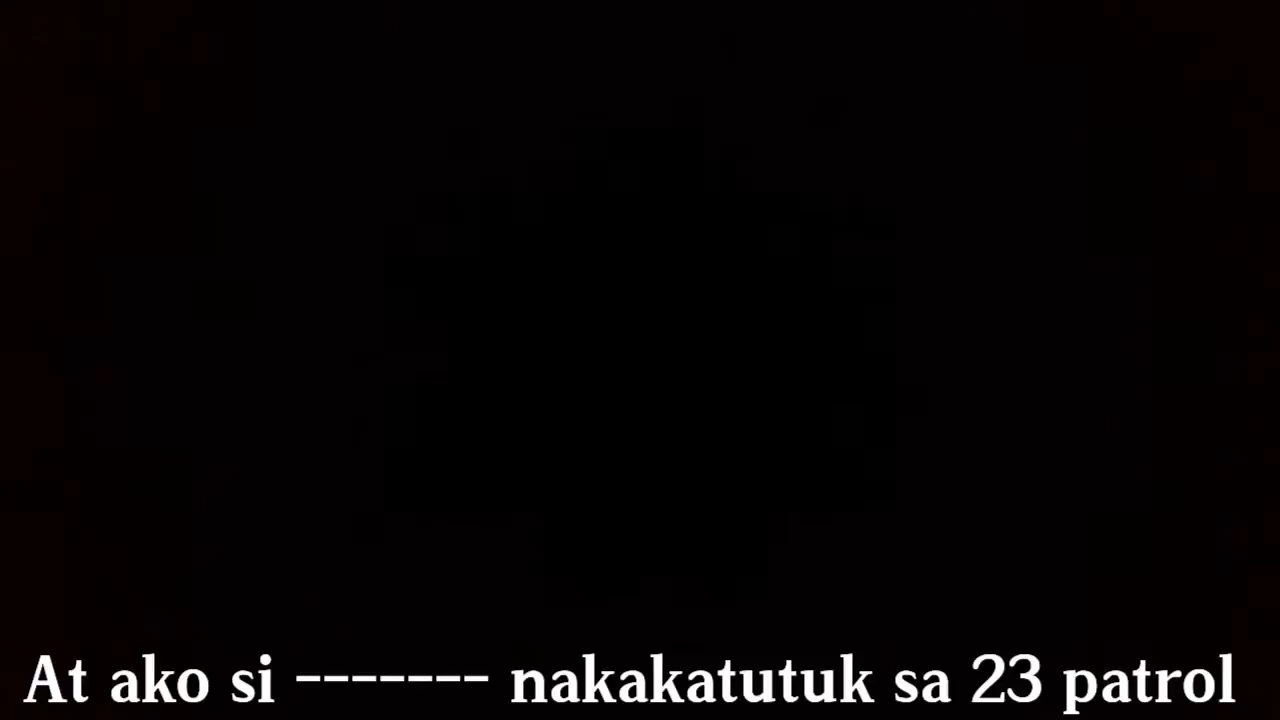 At ako si ------- nakakatutuk sa 23 patrol